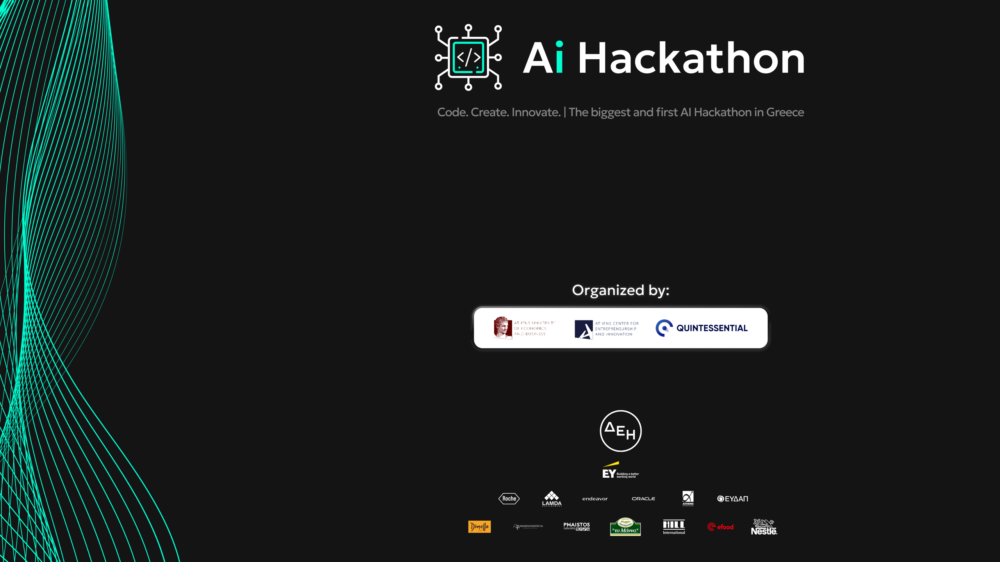 </>
Ai Hackathon
Code. Create. Innovate. | The biggest and first AI Hackathon in Greece
Organized by:
ATHENS UNIVERSITY
OF ECONOMICS
AND BUSINESS
ATHENS CENTER FOR
ENTREPRENEURSHIP
AND INNOVATION
QUINTESSENTIAL
ΔΕΗ
EY Building a better
working world
Roche
LAMDA
DEVELOPMENT
endeavor
ORACLE
ATHENS
ΕΥΔΑΠ
Dimello
KARABINISMEDICAL
PHAISTOS
networks
"το Μάννα"
HILL
International
efood
Nestlé